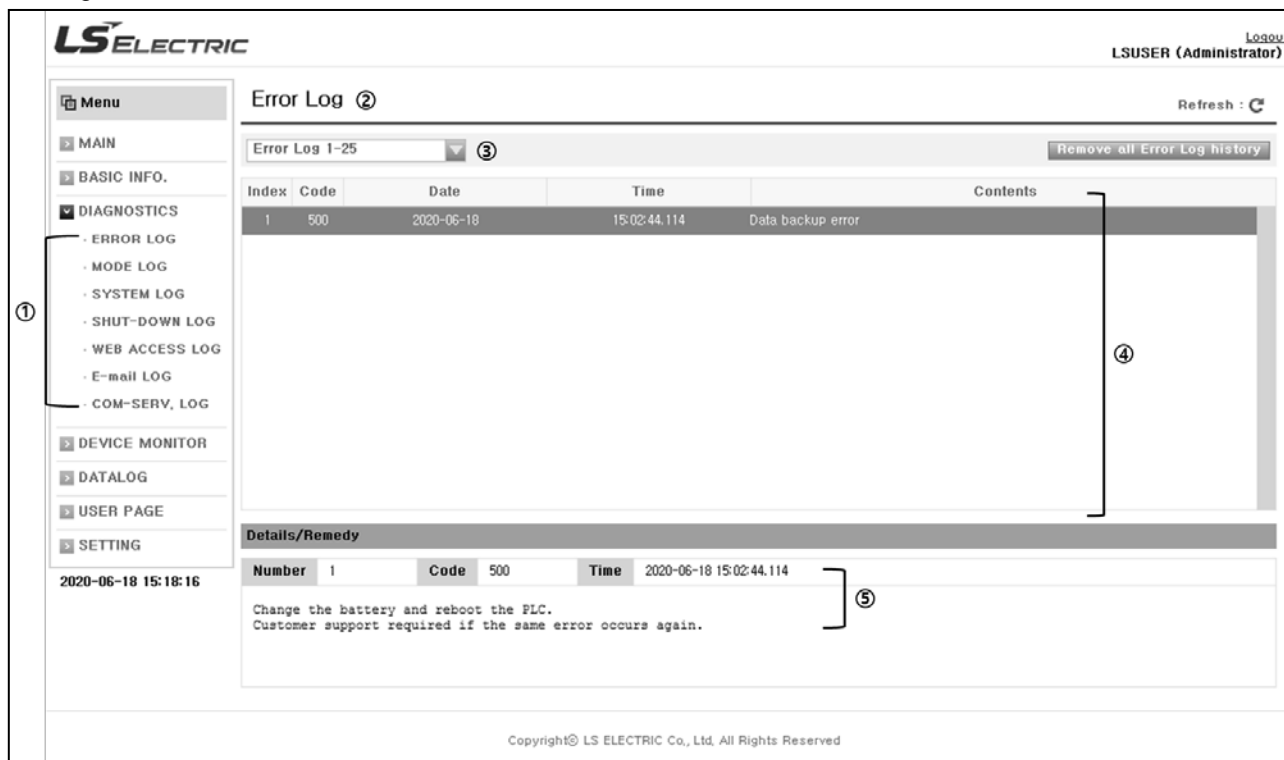 LS ELECTRIC
Logou
LSUSER (Administrator)
Menu
Error Log ②
Refresh :
MAIN
Error Log 1-25 ③
Remove all Error Log history
BASIC INFO.
Index Code Date Time Contents
DIAGNOSTICS
1 500 2020-06-18 15:02:44.114 Data backup error
· ERROR LOG
· MODE LOG
· SYSTEM LOG
①
· SHUT-DOWN LOG
· WEB ACCESS LOG
④
· E-mail LOG
· COM-SERV, LOG
DEVICE MONITOR
DATALOG
USER PAGE
SETTING
Details/Remedy
2020-06-18 15:18:16
Number 1 Code 500 Time 2020-06-18 15:02:44.114
⑤
Change the battery and reboot the PLC.
Customer support required if the same error occurs again.
Copyright© LS ELECTRIC Co,, Ltd, All Rights Reserved